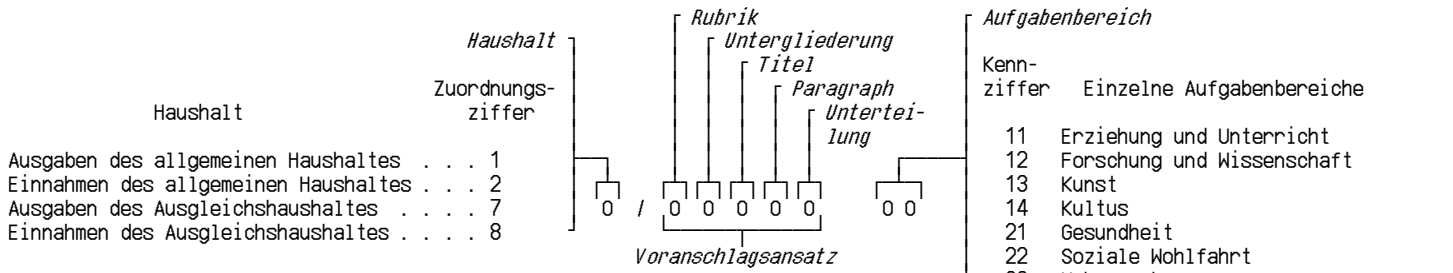 Rubrik
Aufgabenbereich
Haushalt
Untergliederung
Titel
Kenn-
Zuordnungs-
Paragraph
ziffer Einzelne Aufgabenbereiche
Haushalt
ziffer
Untertei-
lung
11 Erziehung und Unterricht
Ausgaben des allgemeinen Haushaltes . . . 1
12 Forschung und Wissenschaft
Einnahmen des allgemeinen Haushaltes . . . 2
13 Kunst
Ausgaben des Ausgleichshaushaltes . . . . 7
0 / 0 0 0 0 0 0 0
14 Kultus
Einnahmen des Ausgleichshaushaltes . . . . 8
21 Gesundheit
Voranschlagsansatz
22 Soziale Wohlfahrt